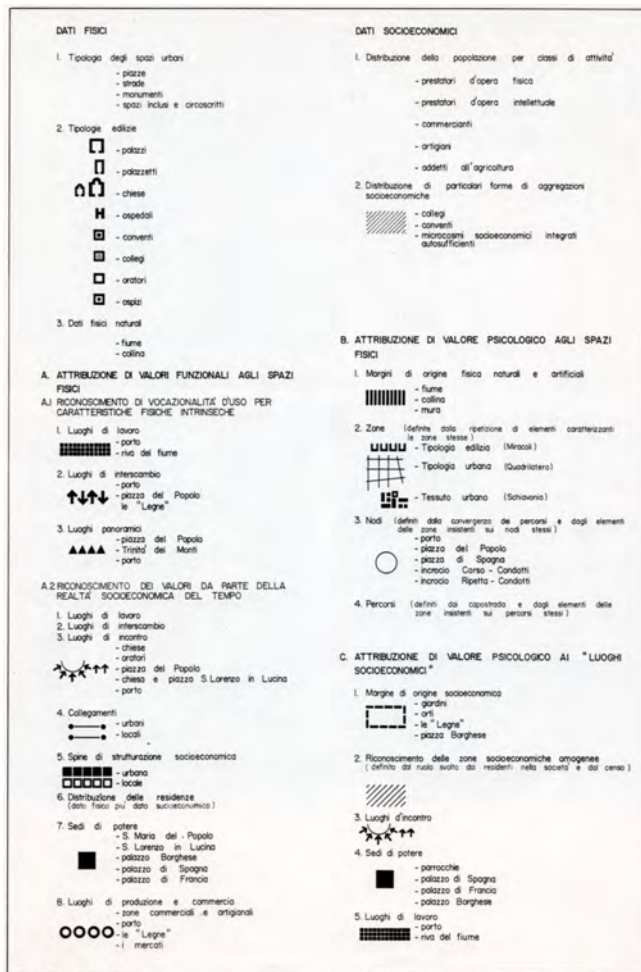 DATI FISICI
1. Tipologia degli spazi urbani
- piazze
- strade
- monumenti
- spazi inclusi e circoscritti
2. Tipologie edilizie
- palazzi
- palazzetti
- chiese
- ospedali
- conventi
- collegi
- oratori
- ospizi
3. Dati fisici naturali
- fiume
- collina
A. ATTRIBUZIONE DI VALORI FUNZIONALI AGLI SPAZI
FISICI
A.1 RICONOSCIMENTO DI VOCAZIONALITA' D'USO PER
CARATTERISTICHE FISICHE INTRINSECHE
1. Luoghi di lavoro
- porto
- riva del fiume
2. Luoghi di interscambio
- porto
- piazza del Popolo
le "Legne"
3. Luoghi panoramici
- piazza del Popolo
- Trinita' dei Monti
- porto
A.2 RICONOSCIMENTO DEI VALORI DA PARTE DELLA
REALTA' SOCIOECONOMICA DEL TEMPO
1. Luoghi di lavoro
2. Luoghi di interscambio
3. Luoghi di incontro
- chiese
- oratori
- piazza del Popolo
- chiesa e piazza S. Lorenzo in Lucina
- porto
4. Collegamenti
- urbani
- locali
5. Spine di strutturazione socioeconomica
- urbana
- locale
6. Distribuzione delle residenze
(dato fisico piu' dato socioeconomico)
7. Sedi di potere
- S. Maria del Popolo
- S. Lorenzo in Lucina
- palazzo Borghese
- palazzo di Spagna
- palazzo di Francia
8. Luoghi di produzione e commercio
- zone commerciali e artigianali
- porto
- le "Legne"
- i mercati
DATI SOCIOECONOMICI
1. Distribuzione della popolazione per classi di attivita'
- prestatori d'opera fisica
- prestatori d'opera intellettuale
- commercianti
- artigiani
- addetti all'agricoltura
2. Distribuzione di particolari forme di aggregazioni
socioeconomiche
- collegi
- conventi
- microcosmi socioeconomici integrati
autosufficienti
B. ATTRIBUZIONE DI VALORE PSICOLOGICO AGLI SPAZI
FISICI
1. Margini di origine fisica naturali e artificiali
- fiume
- collina
- mura
2. Zone (definite dalla ripetizione di elementi caratterizzanti
le zone stesse)
- Tipologia edilizia (Miracoli)
- Tipologia urbana (Quadrilatero)
- Tessuto urbano (Schiavonia)
3. Nodi (definiti dalla convergenza dei percorsi e dagli elementi
delle zone insistenti sui nodi stessi)
- porto
- piazza del Popolo
- piazza di Spagna
- incrocio Corso - Condotti
- incrocio Ripetta - Condotti
4. Percorsi (definiti dai capostrada e dagli elementi delle
zone insistenti sui percorsi stessi)
C. ATTRIBUZIONE DI VALORE PSICOLOGICO AI "LUOGHI
SOCIOECONOMICI"
1. Margine di origine socioeconomica
- giardini
- orti
- le "Legne"
- piazza Borghese
2. Riconoscimento delle zone socioeconomiche omogenee
(definita dal ruolo svolto dai residenti nella societa' e dal censo)
3. Luoghi d'incontro
4. Sedi di potere
- parrocchie
- palazzo di Spagna
- palazzo di Francia
- palazzo Borghese
5. Luoghi di lavoro
- porto
- riva del fiume